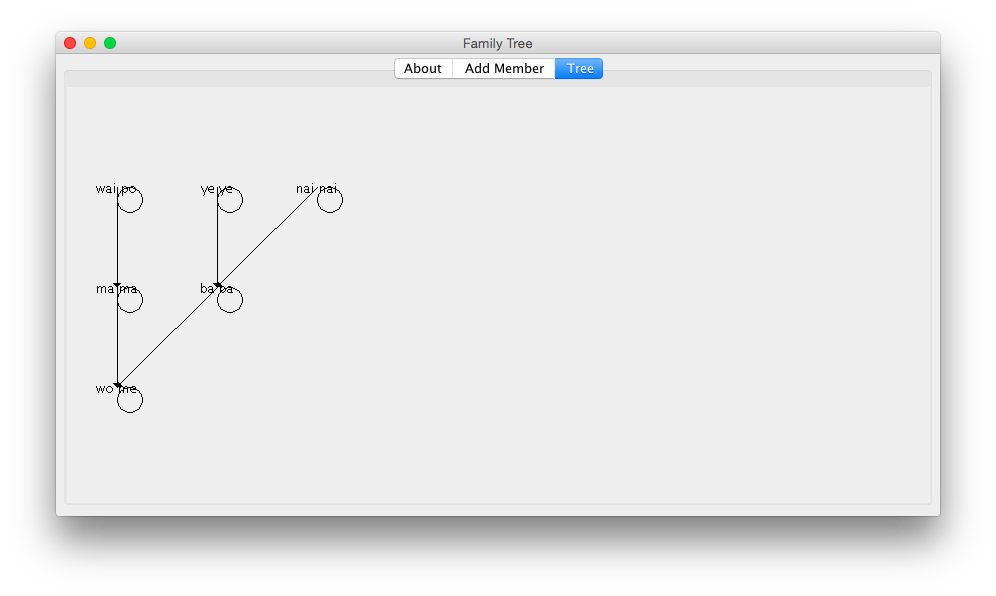 Family Tree
About Add Member Tree
wai po ye ye nai nai
ma ma ba ba
wo me